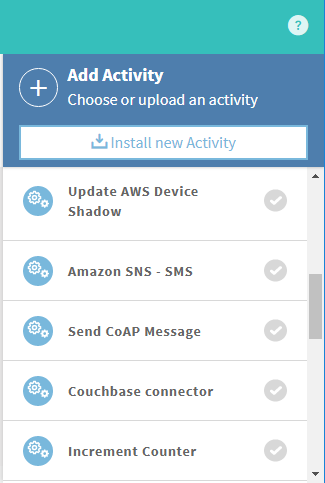 ?
Add Activity
Choose or upload an activity
Install new Activity
Update AWS Device
Shadow
Amazon SNS - SMS
Send CoAP Message
Couchbase connector
Increment Counter